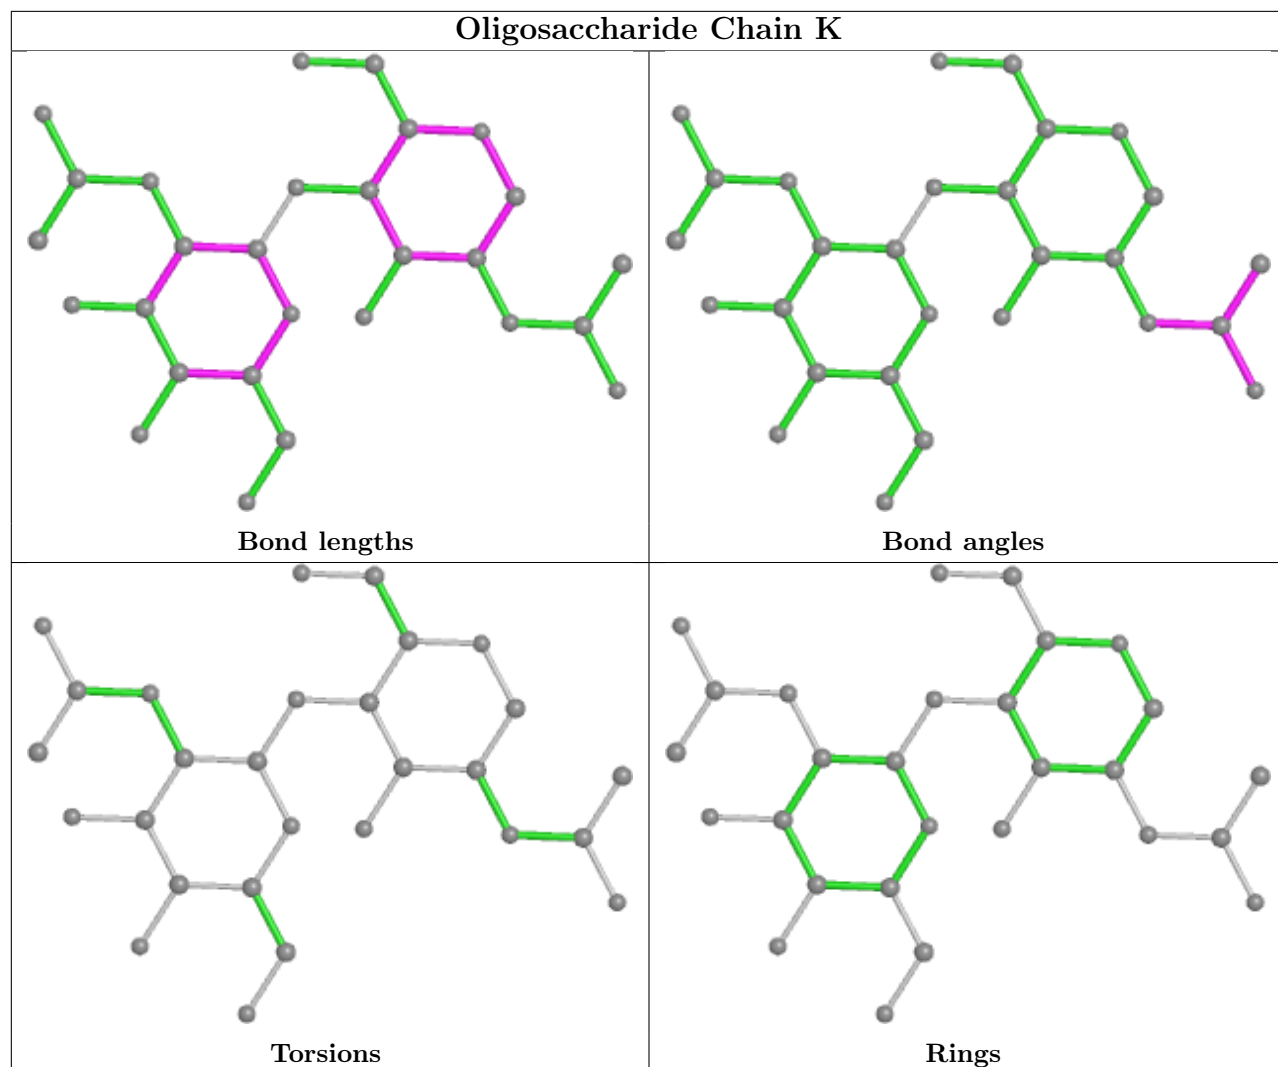 Oligosaccharide Chain K
Bond lengths
Bond angles
Torsions
Rings